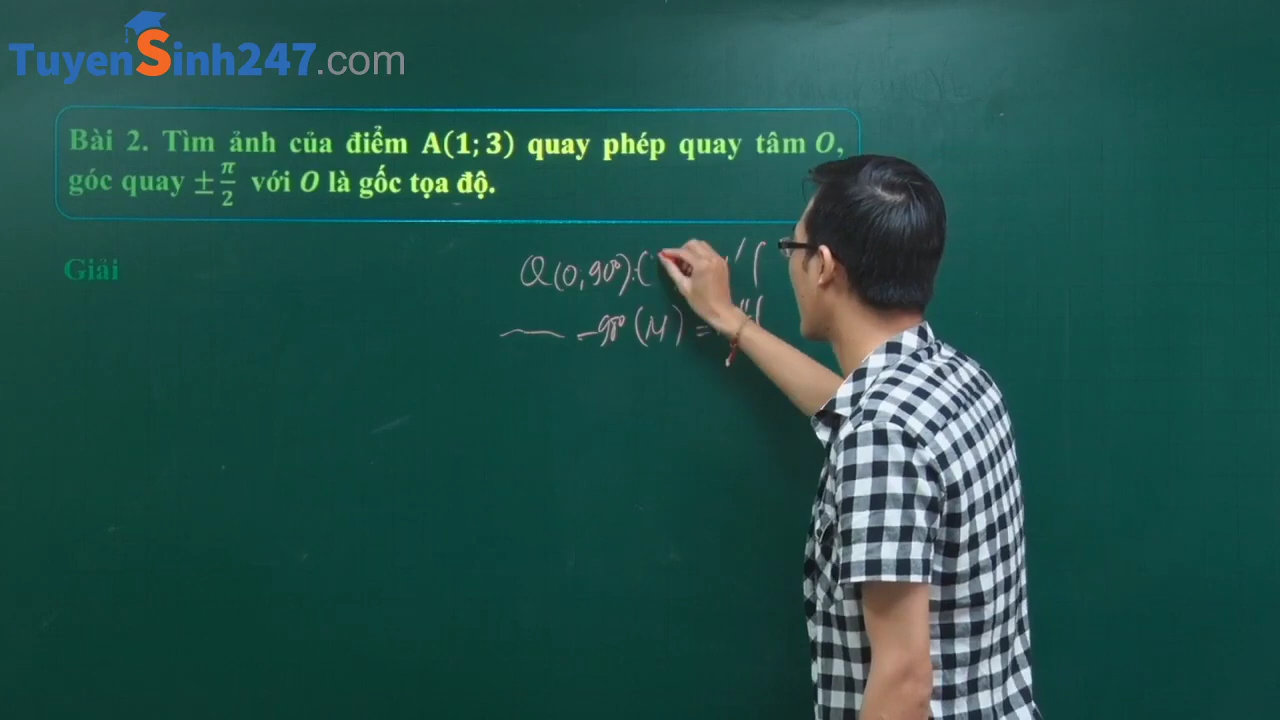 TuyenSinh247.com
Bài 2. Tìm ảnh của điểm A(1; 3) quay phép quay tâm O,
góc quay ± π/2 với O là gốc tọa độ.
Giải
Q(O, 90°) (
-90° (M) =